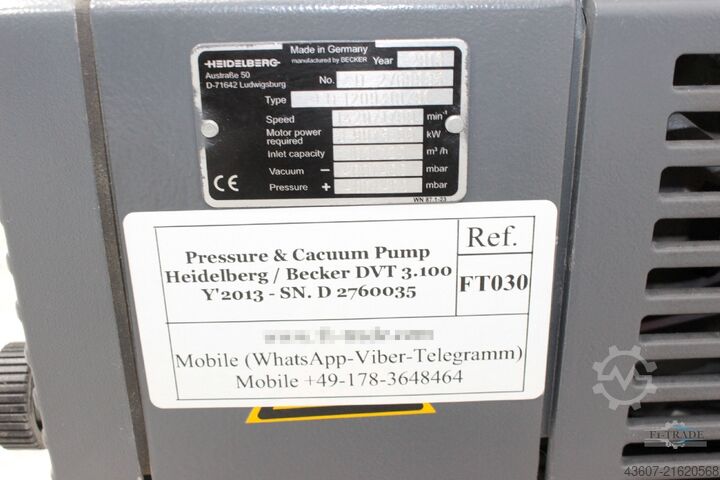 HEIDELBERG
Austraße 50
D-71642 Ludwigsburg
Made in Germany
manufactured by BECKER
Year
No.
Type
Speed min-1
Motor power
required kW
Inlet capacity m³/h
Vacuum − mbar
Pressure + mbar
CE
WN 87.1-23
Pressure & Cacuum Pump
Heidelberg / Becker DVT 3.100
Y'2013 - SN. D 2760035
Ref.
FT030
Mobile (WhatsApp-Viber-Telegramm)
Mobile +49-178-3648464
FI-TRADE
43607-21620568